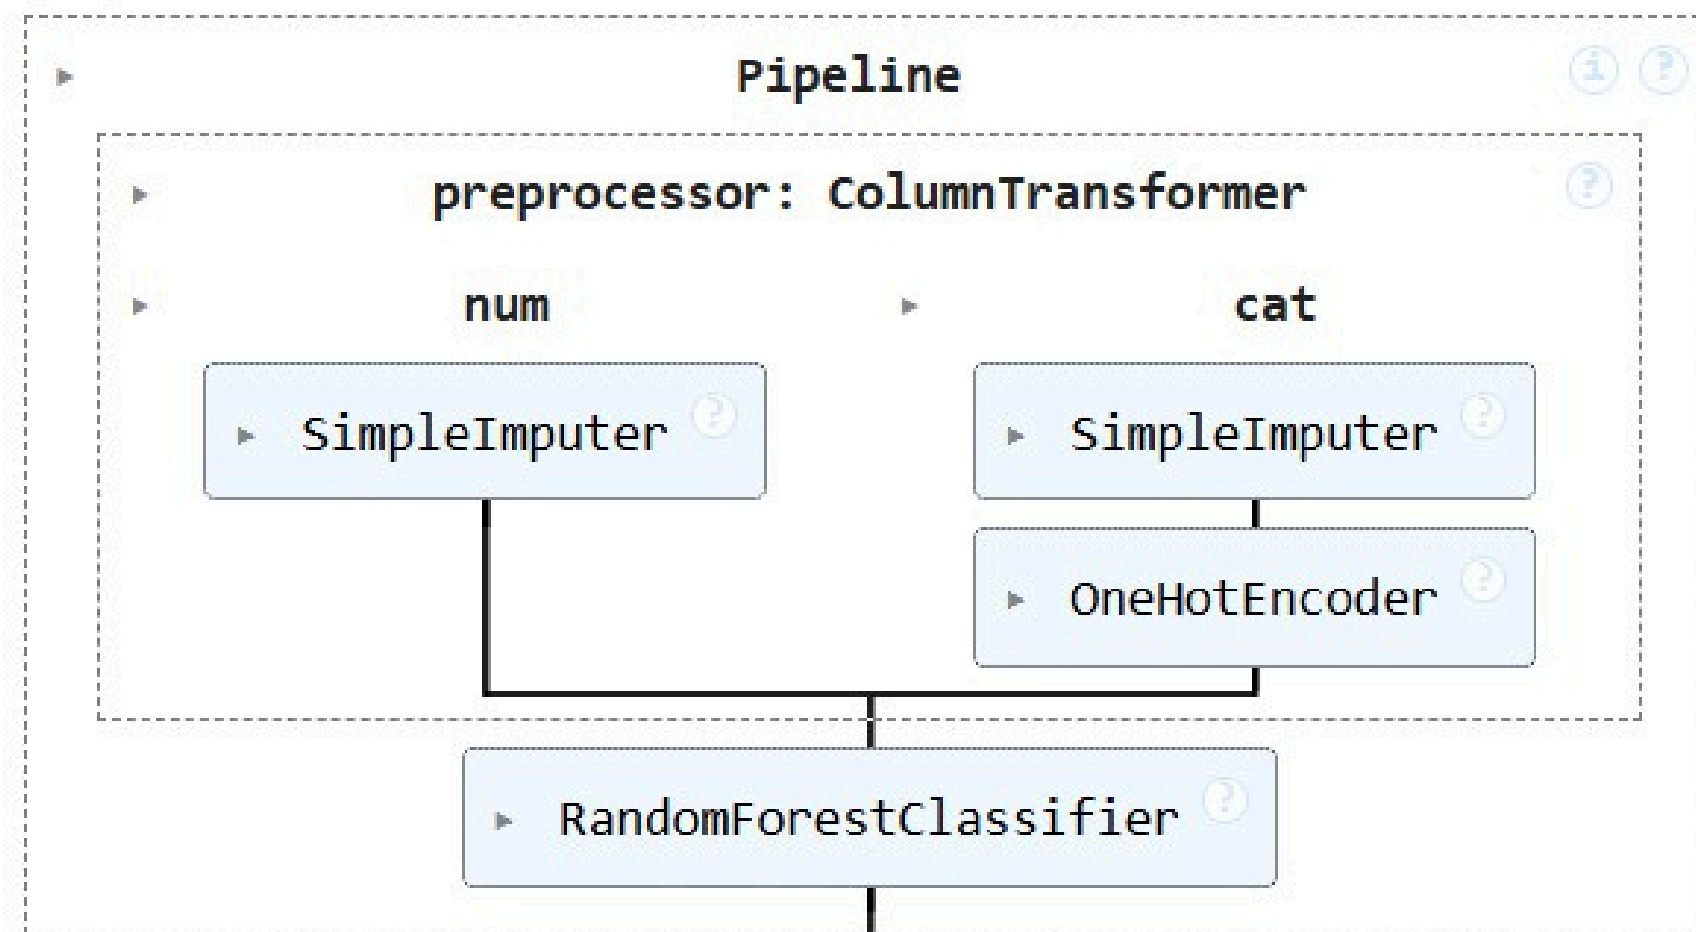 Pipeline i ?
preprocessor: ColumnTransformer ?
num cat
SimpleImputer ? SimpleImputer ?
OneHotEncoder ?
RandomForestClassifier ?